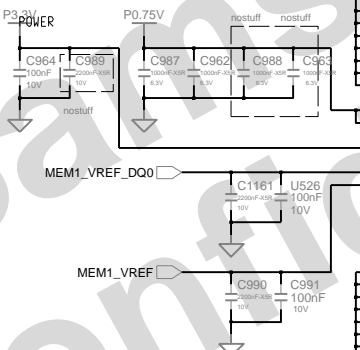 P3.3V
POWER
P0.75V
nostuff nostuff
C964 C989 C987 C962 C988 C963
100nF 2200nF-X5R 1000nF-X5R 1000nF-X5R 1000nF-X5R 1000nF-X5R
10V 10V 6.3V 6.3V 6.3V 6.3V
nostuff
MEM1_VREF_DQ0
C1161 U526
2200nF-X5R 100nF
10V 10V
MEM1_VREF
C990 C991
2200nF-X5R 100nF
10V 10V